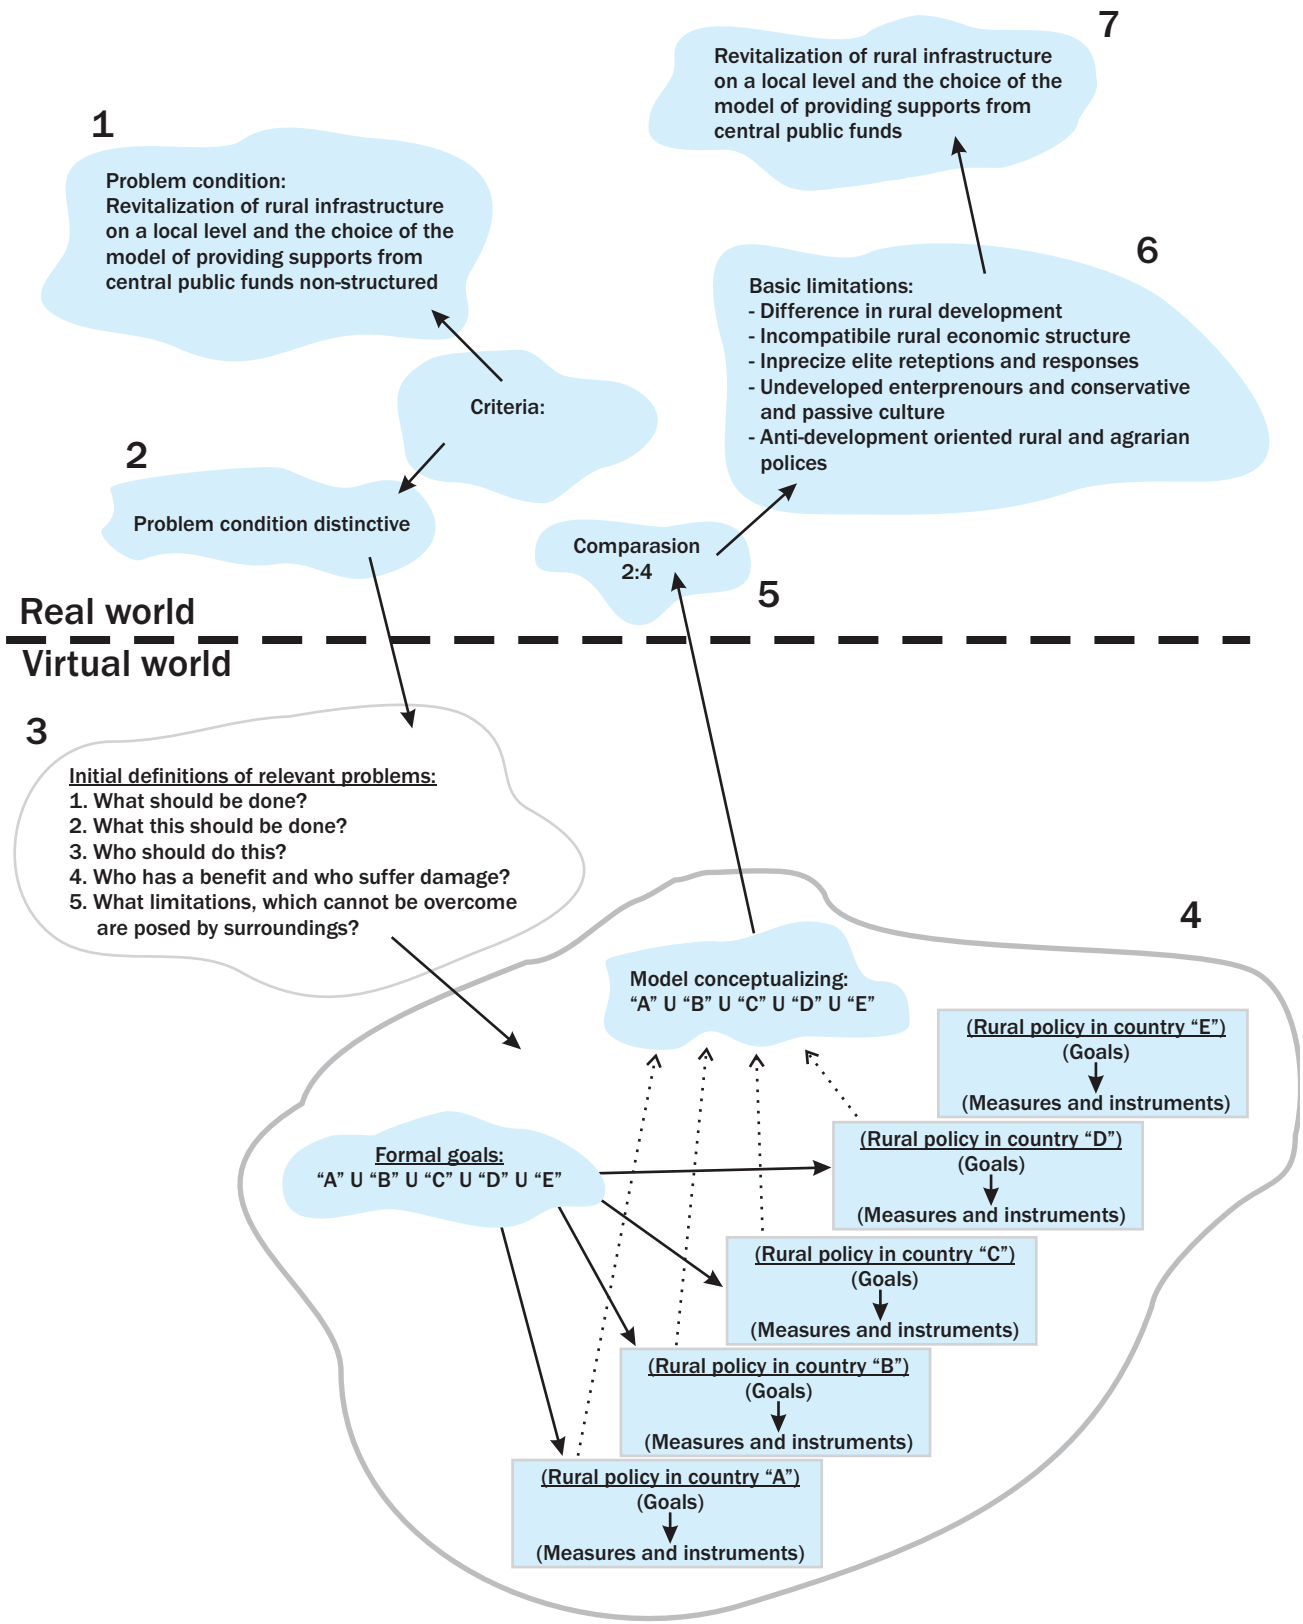 1
Problem condition:
Revitalization of rural infrastructure
on a local level and the choice of the
model of providing supports from
central public funds non-structured
Criteria:
2
Problem condition distinctive
7
Revitalization of rural infrastructure
on a local level and the choice of the
model of providing supports from
central public funds
6
Basic limitations:
- Difference in rural development
- Incompatibile rural economic structure
- Inprecize elite reteptions and responses
- Undeveloped enterprenours and conservative
and passive culture
- Anti-development oriented rural and agrarian
polices
Comparasion
2:4
5
Real world
Virtual world
3
Initial definitions of relevant problems:
1. What should be done?
2. What this should be done?
3. Who should do this?
4. Who has a benefit and who suffer damage?
5. What limitations, which cannot be overcome
are posed by surroundings?
4
Model conceptualizing:
“A” U “B” U “C” U “D” U “E”
(Rural policy in country “E”)
(Goals)
(Measures and instruments)
(Rural policy in country “D”)
(Goals)
(Measures and instruments)
Formal goals:
“A” U “B” U “C” U “D” U “E”
(Rural policy in country “C”)
(Goals)
(Measures and instruments)
(Rural policy in country “B”)
(Goals)
(Measures and instruments)
(Rural policy in country “A”)
(Goals)
(Measures and instruments)